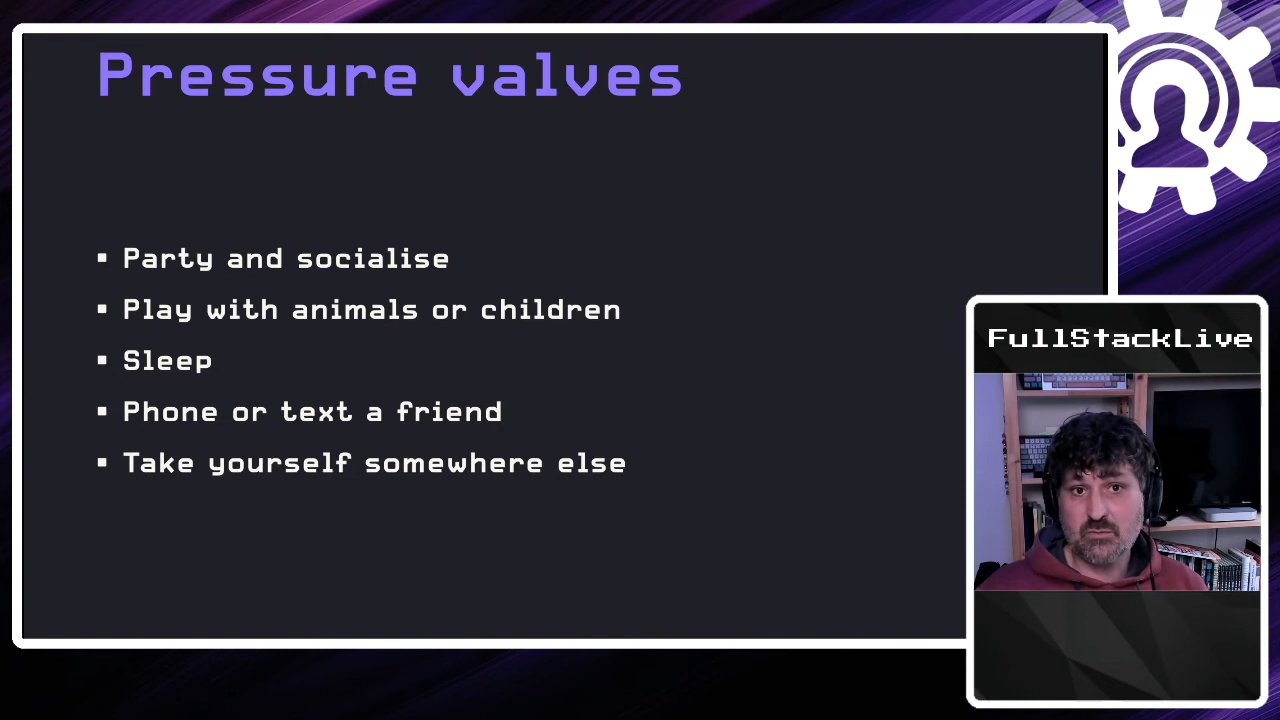 Pressure valves
▪ Party and socialise
▪ Play with animals or children
▪ Sleep
▪ Phone or text a friend
▪ Take yourself somewhere else
FullStackLive